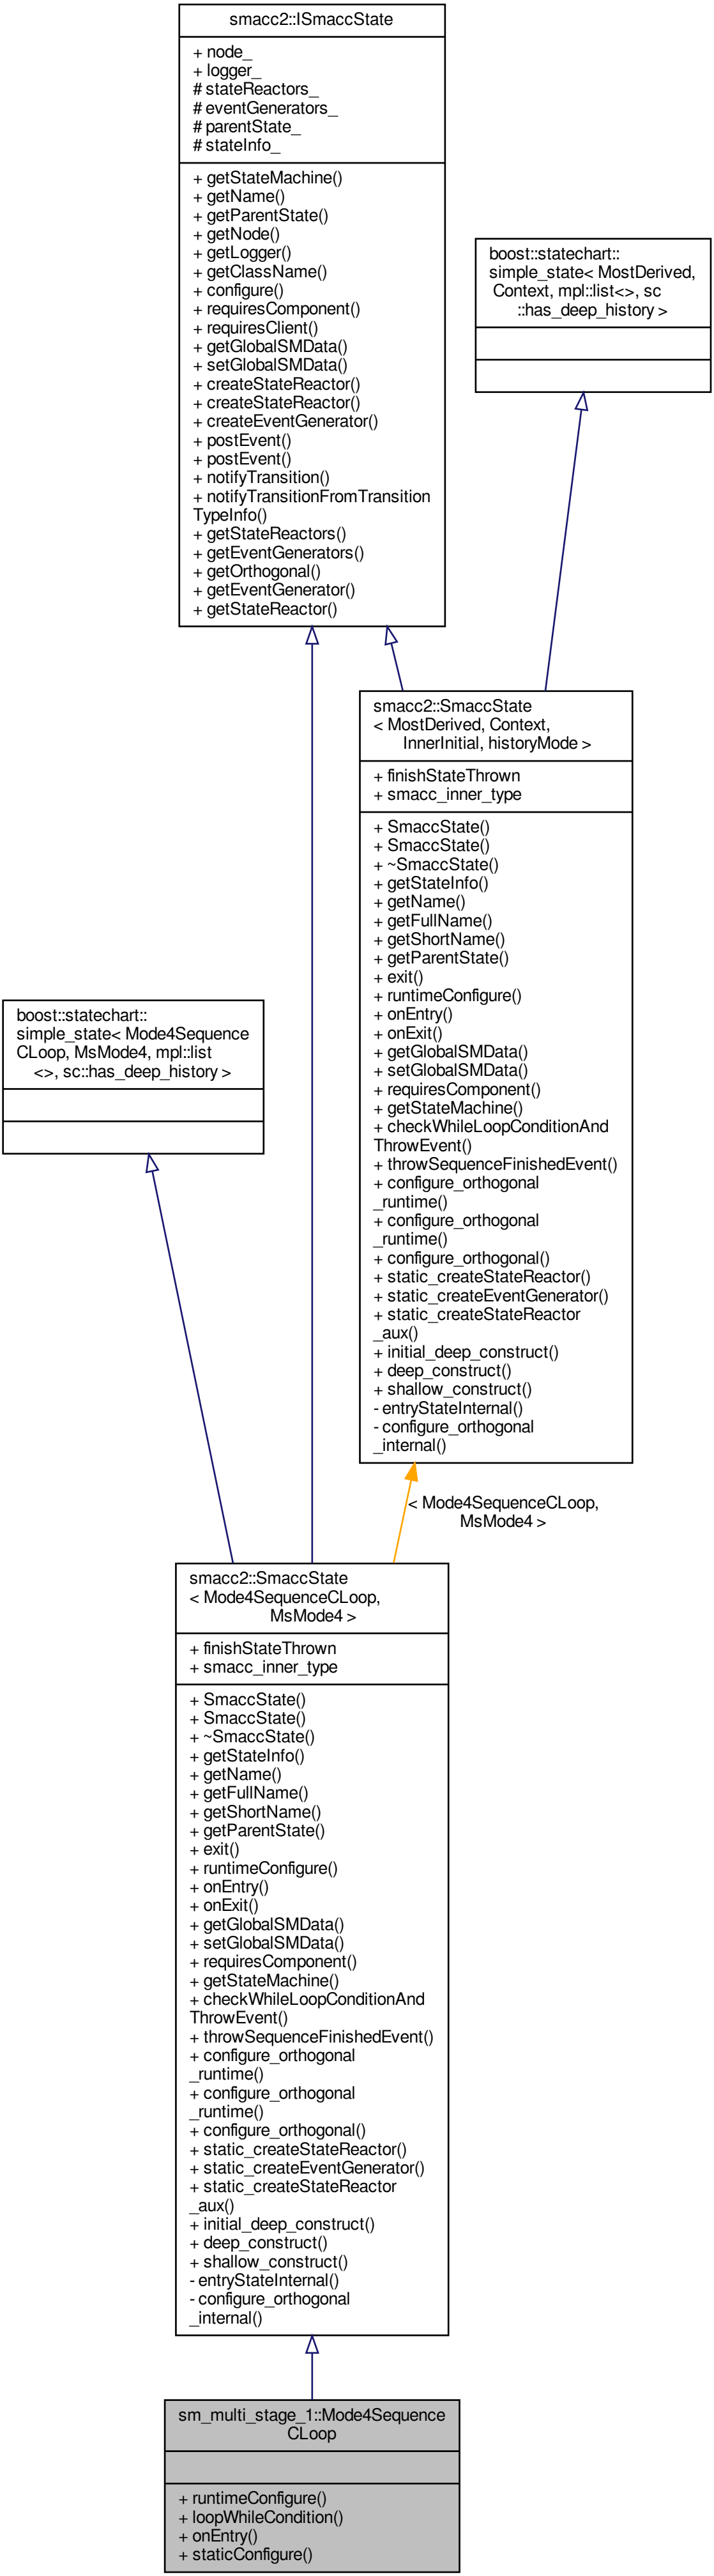 smacc2::ISmaccState
+ node_
+ logger_
# stateReactors_
# eventGenerators_
# parentState_
# stateInfo_
+ getStateMachine()
+ getName()
+ getParentState()
+ getNode()
+ getLogger()
+ getClassName()
+ configure()
+ requiresComponent()
+ requiresClient()
+ getGlobalSMData()
+ setGlobalSMData()
+ createStateReactor()
+ createStateReactor()
+ createEventGenerator()
+ postEvent()
+ postEvent()
+ notifyTransition()
+ notifyTransitionFromTransition
TypeInfo()
+ getStateReactors()
+ getEventGenerators()
+ getOrthogonal()
+ getEventGenerator()
+ getStateReactor()
boost::statechart::
simple_state< MostDerived,
Context, mpl::list<>, sc
::has_deep_history >
smacc2::SmaccState
< MostDerived, Context,
InnerInitial, historyMode >
+ finishStateThrown
+ smacc_inner_type
+ SmaccState()
+ SmaccState()
+ ~SmaccState()
+ getStateInfo()
+ getName()
+ getFullName()
+ getShortName()
+ getParentState()
+ exit()
+ runtimeConfigure()
+ onEntry()
+ onExit()
+ getGlobalSMData()
+ setGlobalSMData()
+ requiresComponent()
+ getStateMachine()
+ checkWhileLoopConditionAnd
ThrowEvent()
+ throwSequenceFinishedEvent()
+ configure_orthogonal
_runtime()
+ configure_orthogonal
_runtime()
+ configure_orthogonal()
+ static_createStateReactor()
+ static_createEventGenerator()
+ static_createStateReactor
_aux()
+ initial_deep_construct()
+ deep_construct()
+ shallow_construct()
- entryStateInternal()
- configure_orthogonal
_internal()
boost::statechart::
simple_state< Mode4Sequence
CLoop, MsMode4, mpl::list
<>, sc::has_deep_history >
< Mode4SequenceCLoop,
MsMode4 >
smacc2::SmaccState
< Mode4SequenceCLoop,
MsMode4 >
+ finishStateThrown
+ smacc_inner_type
+ SmaccState()
+ SmaccState()
+ ~SmaccState()
+ getStateInfo()
+ getName()
+ getFullName()
+ getShortName()
+ getParentState()
+ exit()
+ runtimeConfigure()
+ onEntry()
+ onExit()
+ getGlobalSMData()
+ setGlobalSMData()
+ requiresComponent()
+ getStateMachine()
+ checkWhileLoopConditionAnd
ThrowEvent()
+ throwSequenceFinishedEvent()
+ configure_orthogonal
_runtime()
+ configure_orthogonal
_runtime()
+ configure_orthogonal()
+ static_createStateReactor()
+ static_createEventGenerator()
+ static_createStateReactor
_aux()
+ initial_deep_construct()
+ deep_construct()
+ shallow_construct()
- entryStateInternal()
- configure_orthogonal
_internal()
sm_multi_stage_1::Mode4Sequence
CLoop
+ runtimeConfigure()
+ loopWhileCondition()
+ onEntry()
+ staticConfigure()